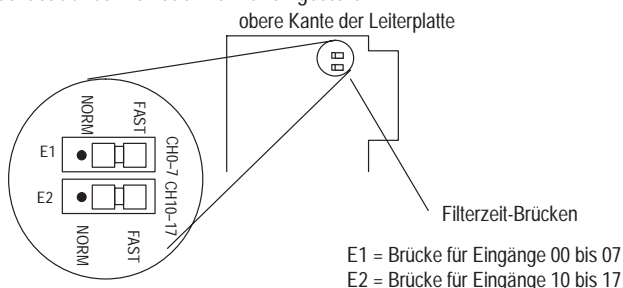 obere Kante der Leiterplatte
NORM
FAST
E1
CH0–7
E2
CH10–17
NORM
FAST
Filterzeit-Brücken
E1 = Brücke für Eingänge 00 bis 07
E2 = Brücke für Eingänge 10 bis 17